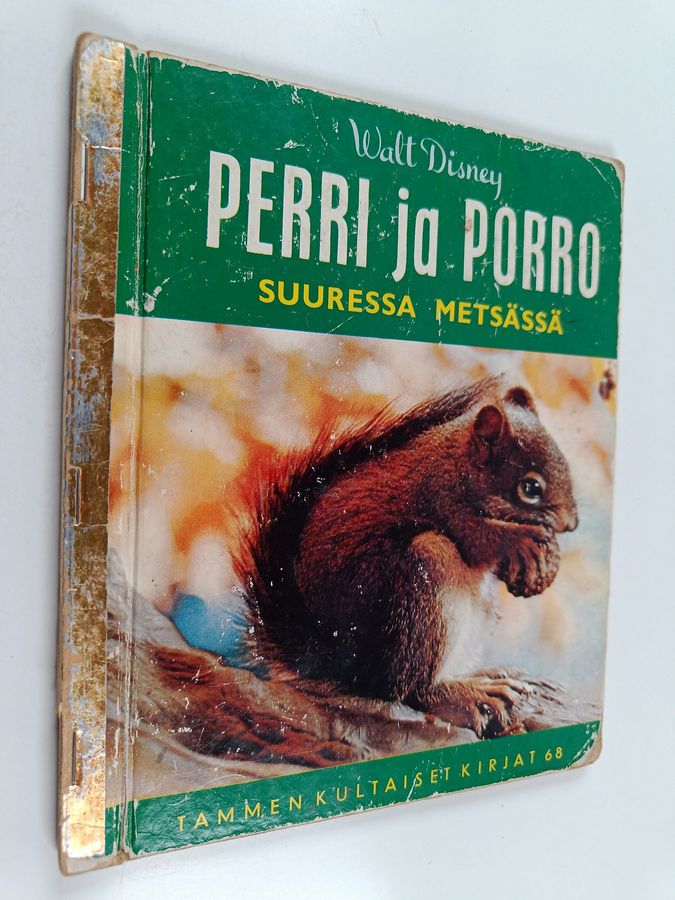 Walt Disney
PERRI ja PORRO
SUURESSA METSÄSSÄ
TAMMEN KULTAISET KIRJAT 68